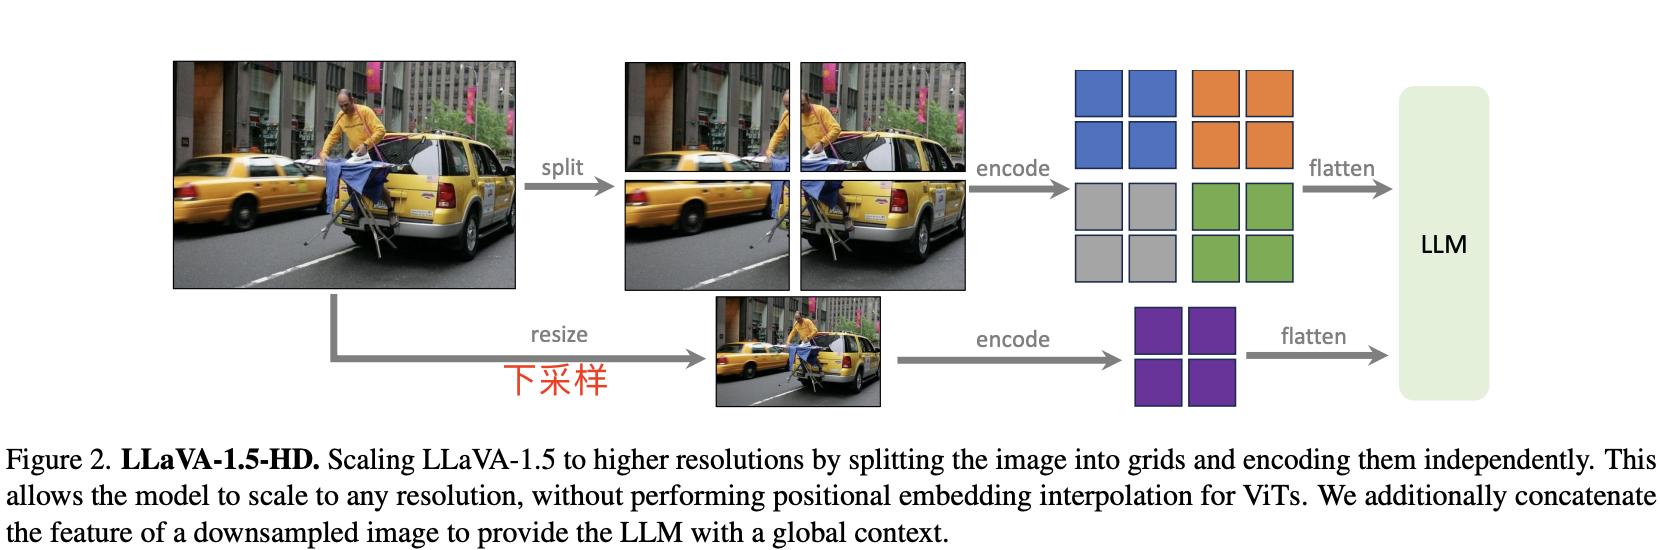 split
encode
flatten
LLM
resize
下采样
encode
flatten
Figure 2. LLaVA-1.5-HD. Scaling LLaVA-1.5 to higher resolutions by splitting the image into grids and encoding them independently. This
allows the model to scale to any resolution, without performing positional embedding interpolation for ViTs. We additionally concatenate
the feature of a downsampled image to provide the LLM with a global context.